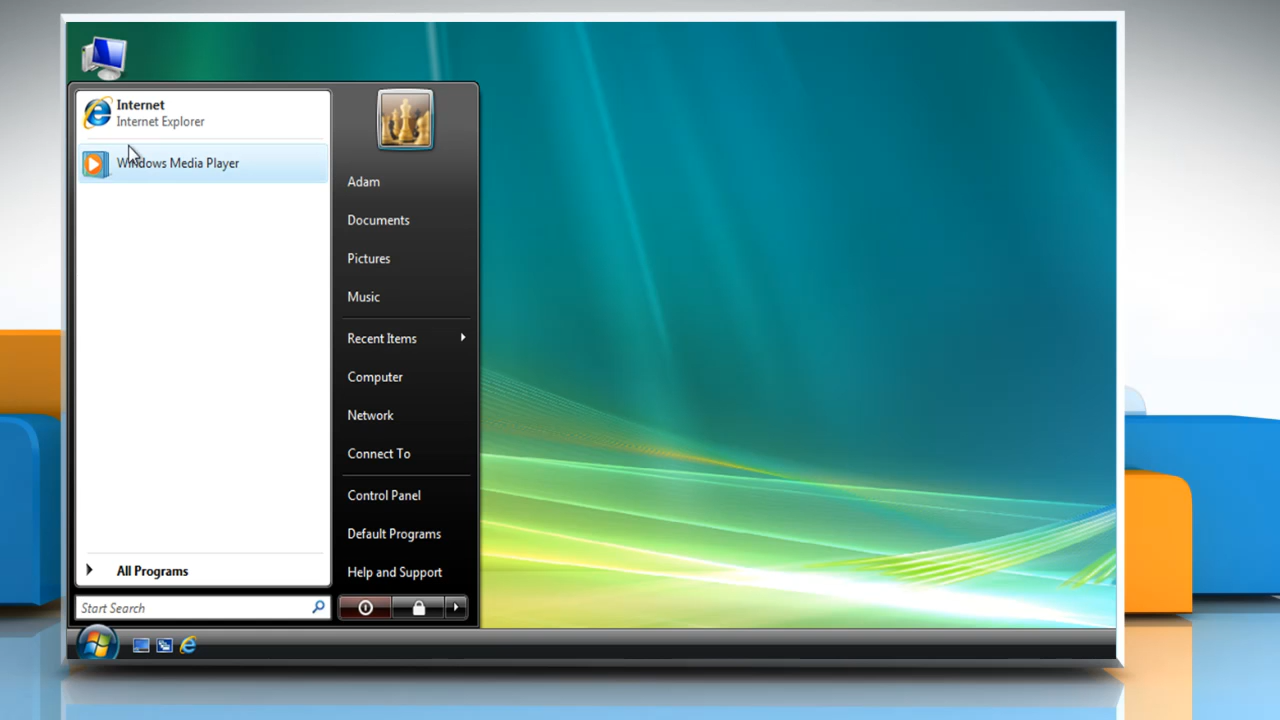 Internet
Internet Explorer
Windows Media Player
All Programs
Start Search
Adam
Documents
Pictures
Music
Recent Items
Computer
Network
Connect To
Control Panel
Default Programs
Help and Support